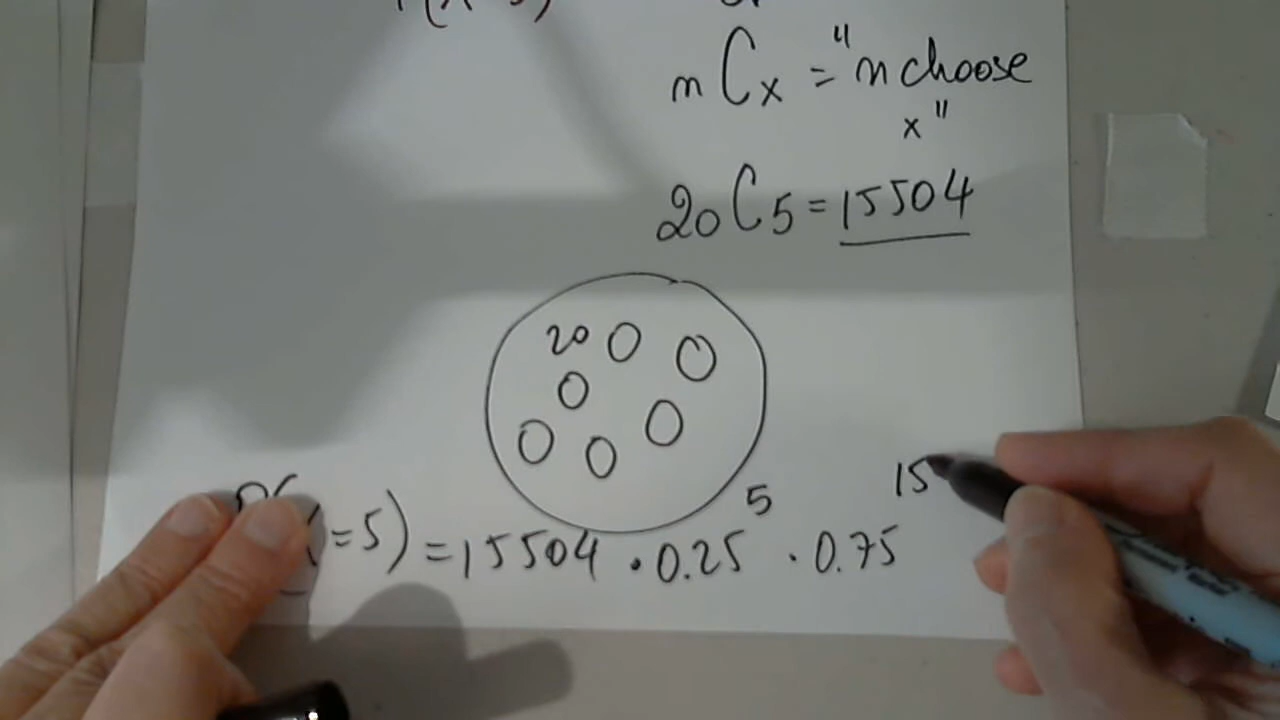 nCx = "n choose
x"
20C5 = 15504
20
= 5) = 15504 · 0.25^5 · 0.75^15